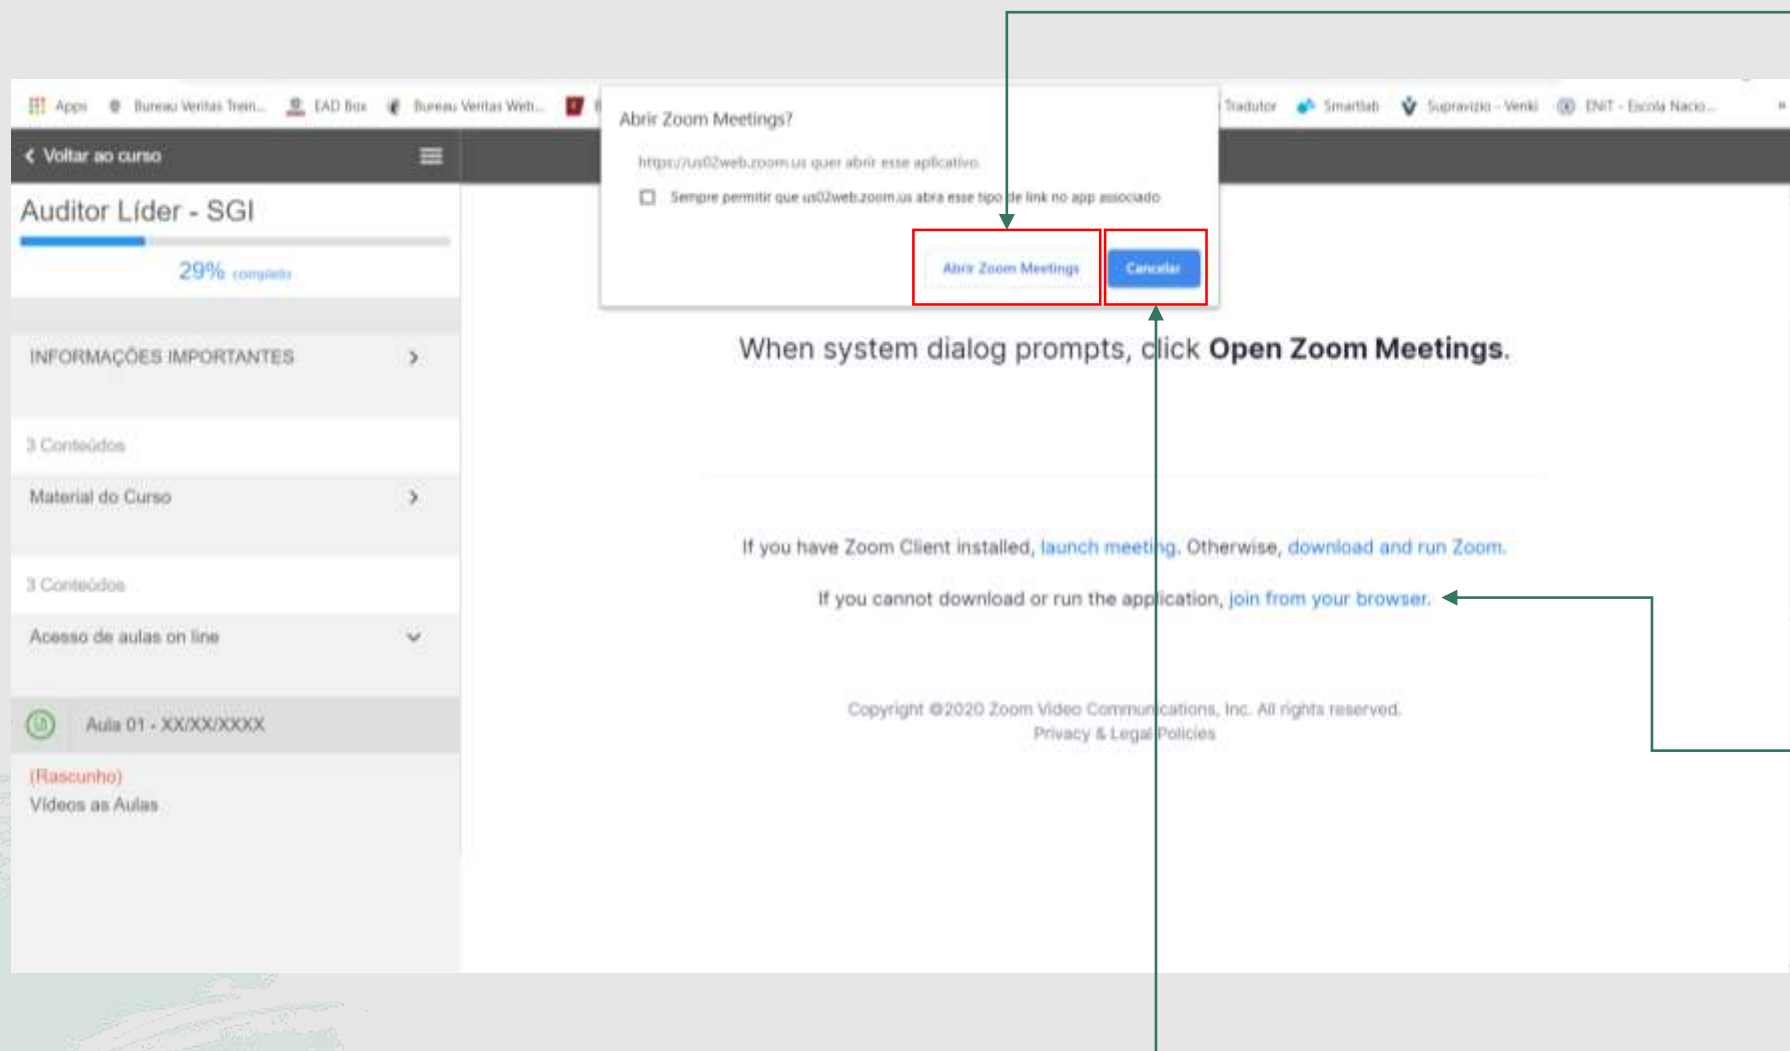 Apps Bureau Veritas Trein... EAD Box Bureau Veritas Web... Tradutor Smartlab Supravizio - Venki ENIT - Escola Nacio... »
Abrir Zoom Meetings?
https://us02web.zoom.us quer abrir esse aplicativo.
Sempre permitir que us02web.zoom.us abra esse tipo de link no app associado
Abrir Zoom Meetings Cancelar
Voltar ao curso
Auditor Líder - SGI
29% completo
INFORMAÇÕES IMPORTANTES
3 Conteúdos
Material do Curso
3 Conteúdos
Acesso de aulas on line
Aula 01 - XX/XX/XXXX
(Rascunho)
Vídeos as Aulas
When system dialog prompts, click Open Zoom Meetings.
If you have Zoom Client installed, launch meeting. Otherwise, download and run Zoom.
If you cannot download or run the application, join from your browser.
Copyright ©2020 Zoom Video Communications, Inc. All rights reserved.
Privacy & Legal Policies